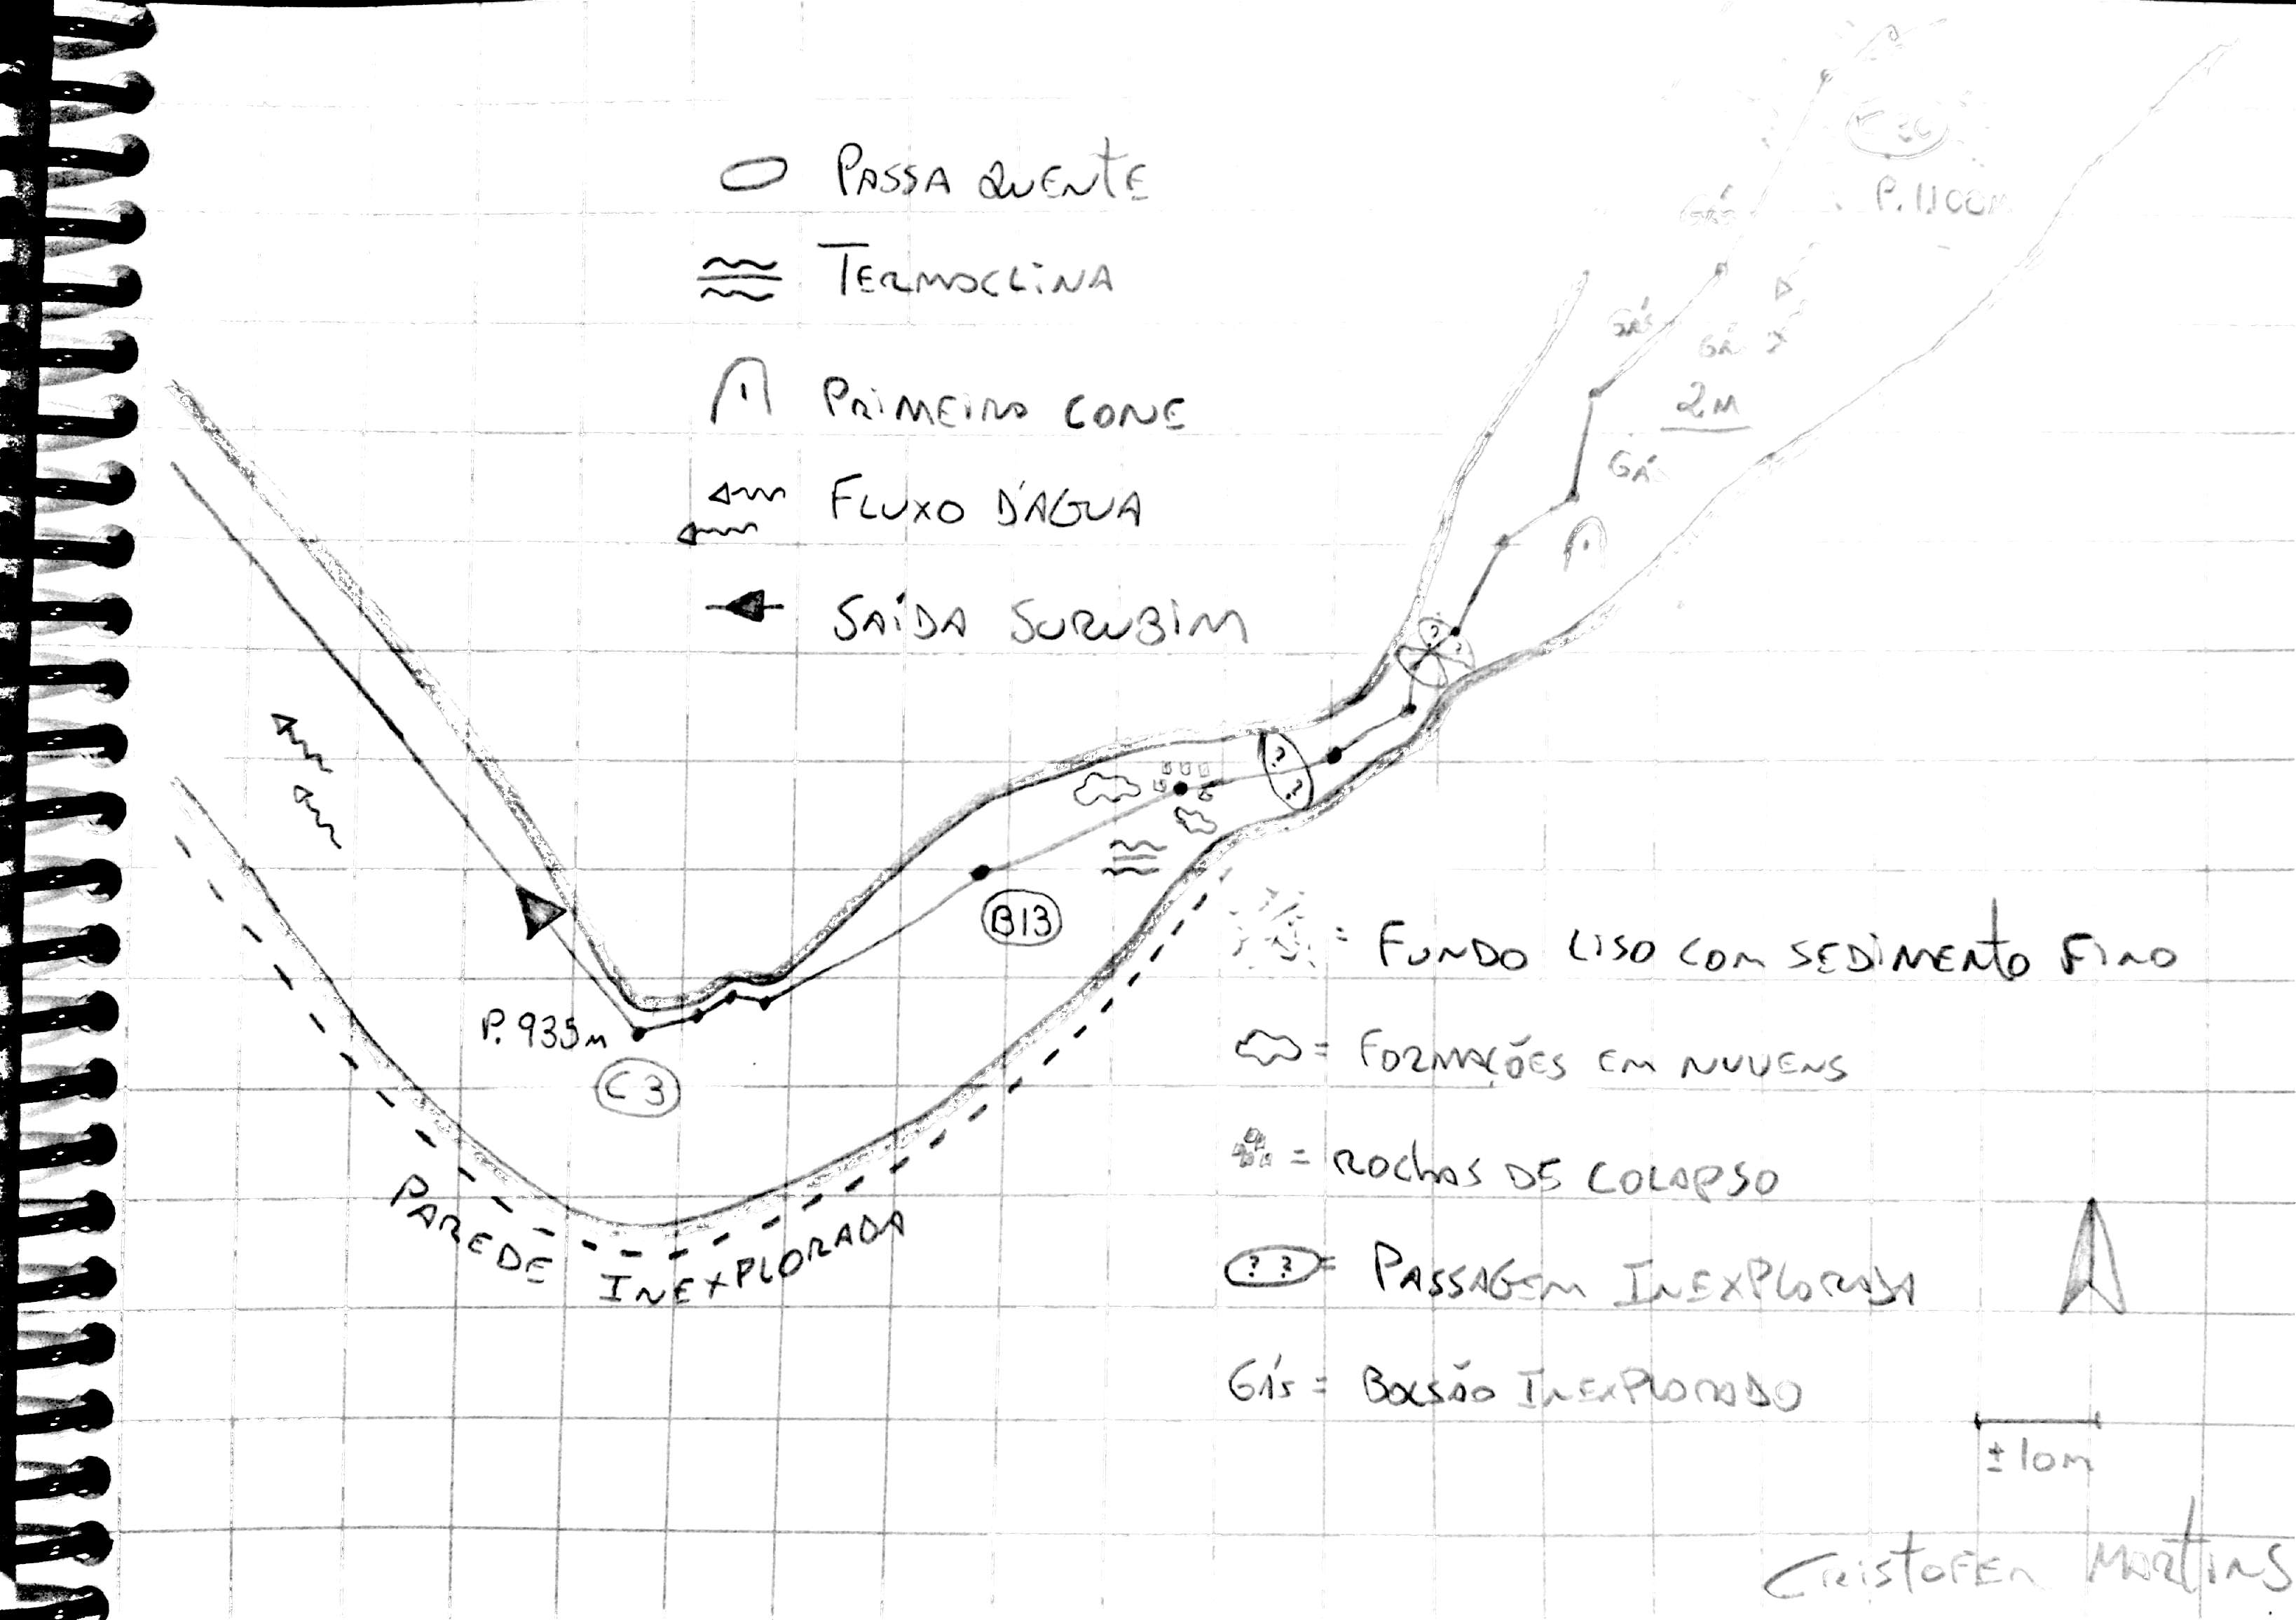 PASSA QUENTE
TERMOCLINA
PRIMEIRO CONE
FLUXO D'ÁGUA
SAÍDA SURUBIM
P. 1100M
GÁS
GÁS
GÁS
2M
GÁS
? ?
? ?
B13
P. 935M
C3
PAREDE INEXPLORADA
= FUNDO LISO COM SEDIMENTO FINO
= FORMAÇÕES EM NUVENS
= ROCHAS DE COLAPSO
? ? = PASSAGEM INEXPLORADA
GÁS = BOLSÃO INEXPLORADO
± 10M
CRISTOFER MARTINS